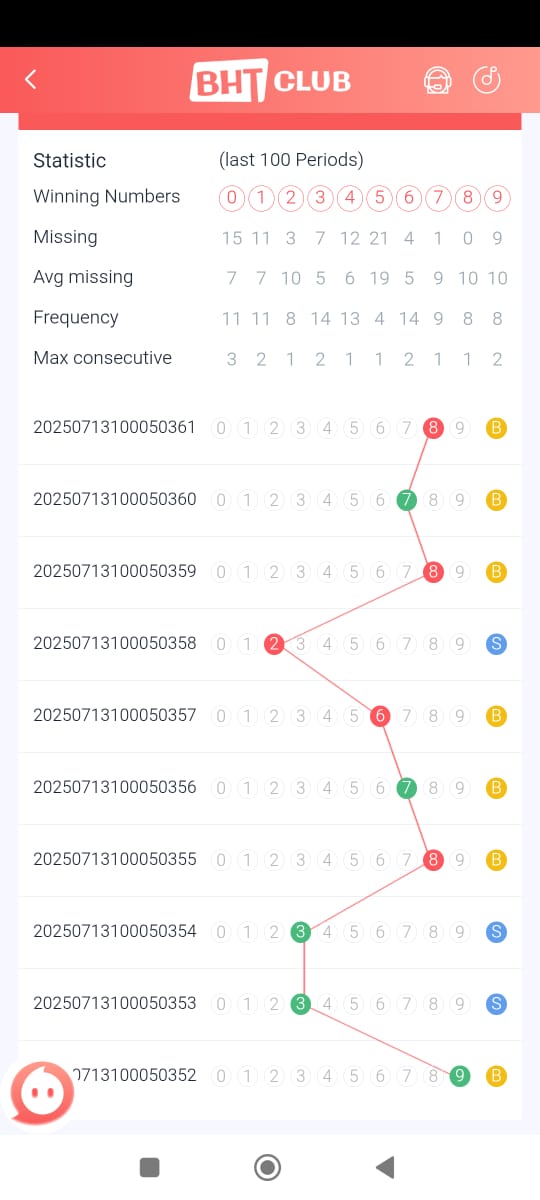 BHT CLUB
Statistic (last 100 Periods)
Winning Numbers 0 1 2 3 4 5 6 7 8 9
Missing 15 11 3 7 12 21 4 1 0 9
Avg missing 7 7 10 5 6 19 5 9 10 10
Frequency 11 11 8 14 13 4 14 9 8 8
Max consecutive 3 2 1 2 1 1 2 1 1 2
20250713100050361 0 1 2 3 4 5 6 7 8 9 B
20250713100050360 0 1 2 3 4 5 6 7 8 9 B
20250713100050359 0 1 2 3 4 5 6 7 8 9 B
20250713100050358 0 1 2 3 4 5 6 7 8 9 S
20250713100050357 0 1 2 3 4 5 6 7 8 9 B
20250713100050356 0 1 2 3 4 5 6 7 8 9 B
20250713100050355 0 1 2 3 4 5 6 7 8 9 B
20250713100050354 0 1 2 3 4 5 6 7 8 9 S
20250713100050353 0 1 2 3 4 5 6 7 8 9 S
0713100050352 0 1 2 3 4 5 6 7 8 9 B